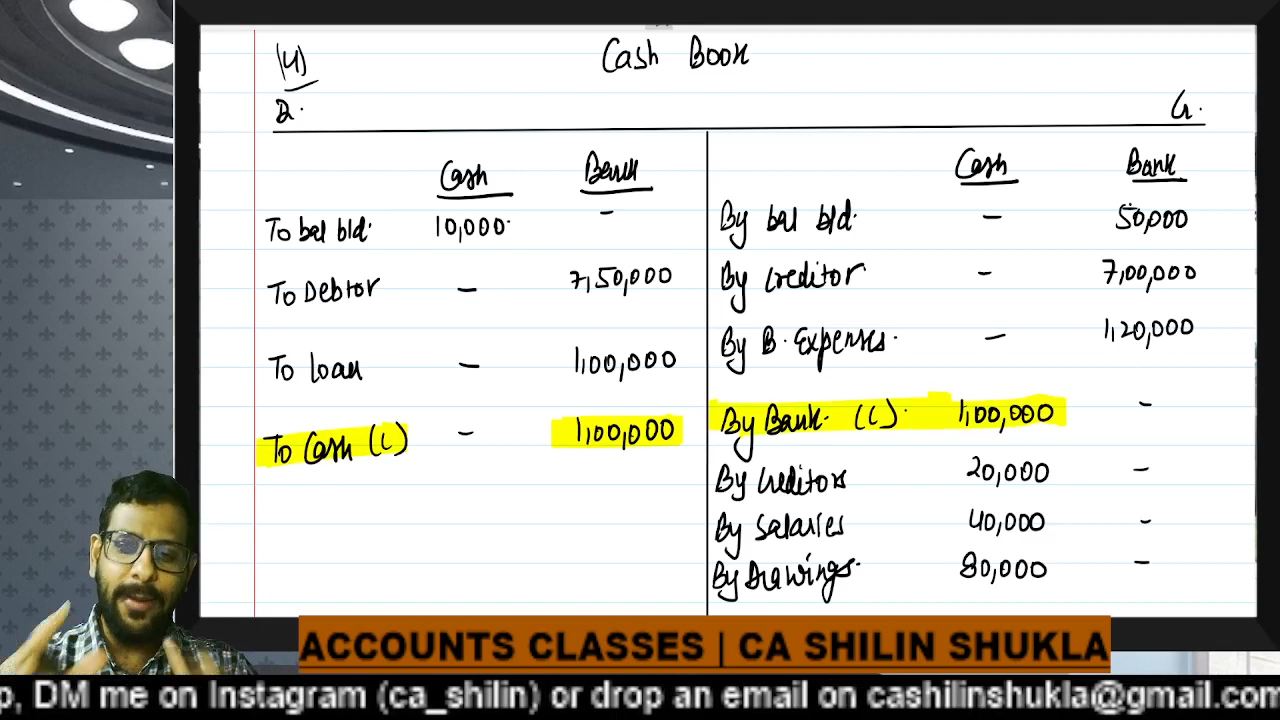 14)
Cash Book
Dr.
Cr.
Cash Bank
To bal b/d. 10,000. -
To Debtor - 7,50,000
To Loan - 1,00,000
To Cash (C) - 1,00,000
Cash Bank
By bal b/d. - 50,000
By Creditor - 7,00,000
By B. Expenses. - 1,20,000
By Bank. (C). 1,00,000 -
By Creditors 20,000 -
By Salaries 40,000 -
By Drawings. 80,000 -
ACCOUNTS CLASSES | CA SHILIN SHUKLA
p, DM me on Instagram (ca_shilin) or drop an email on cashilinshukla@gmail.com